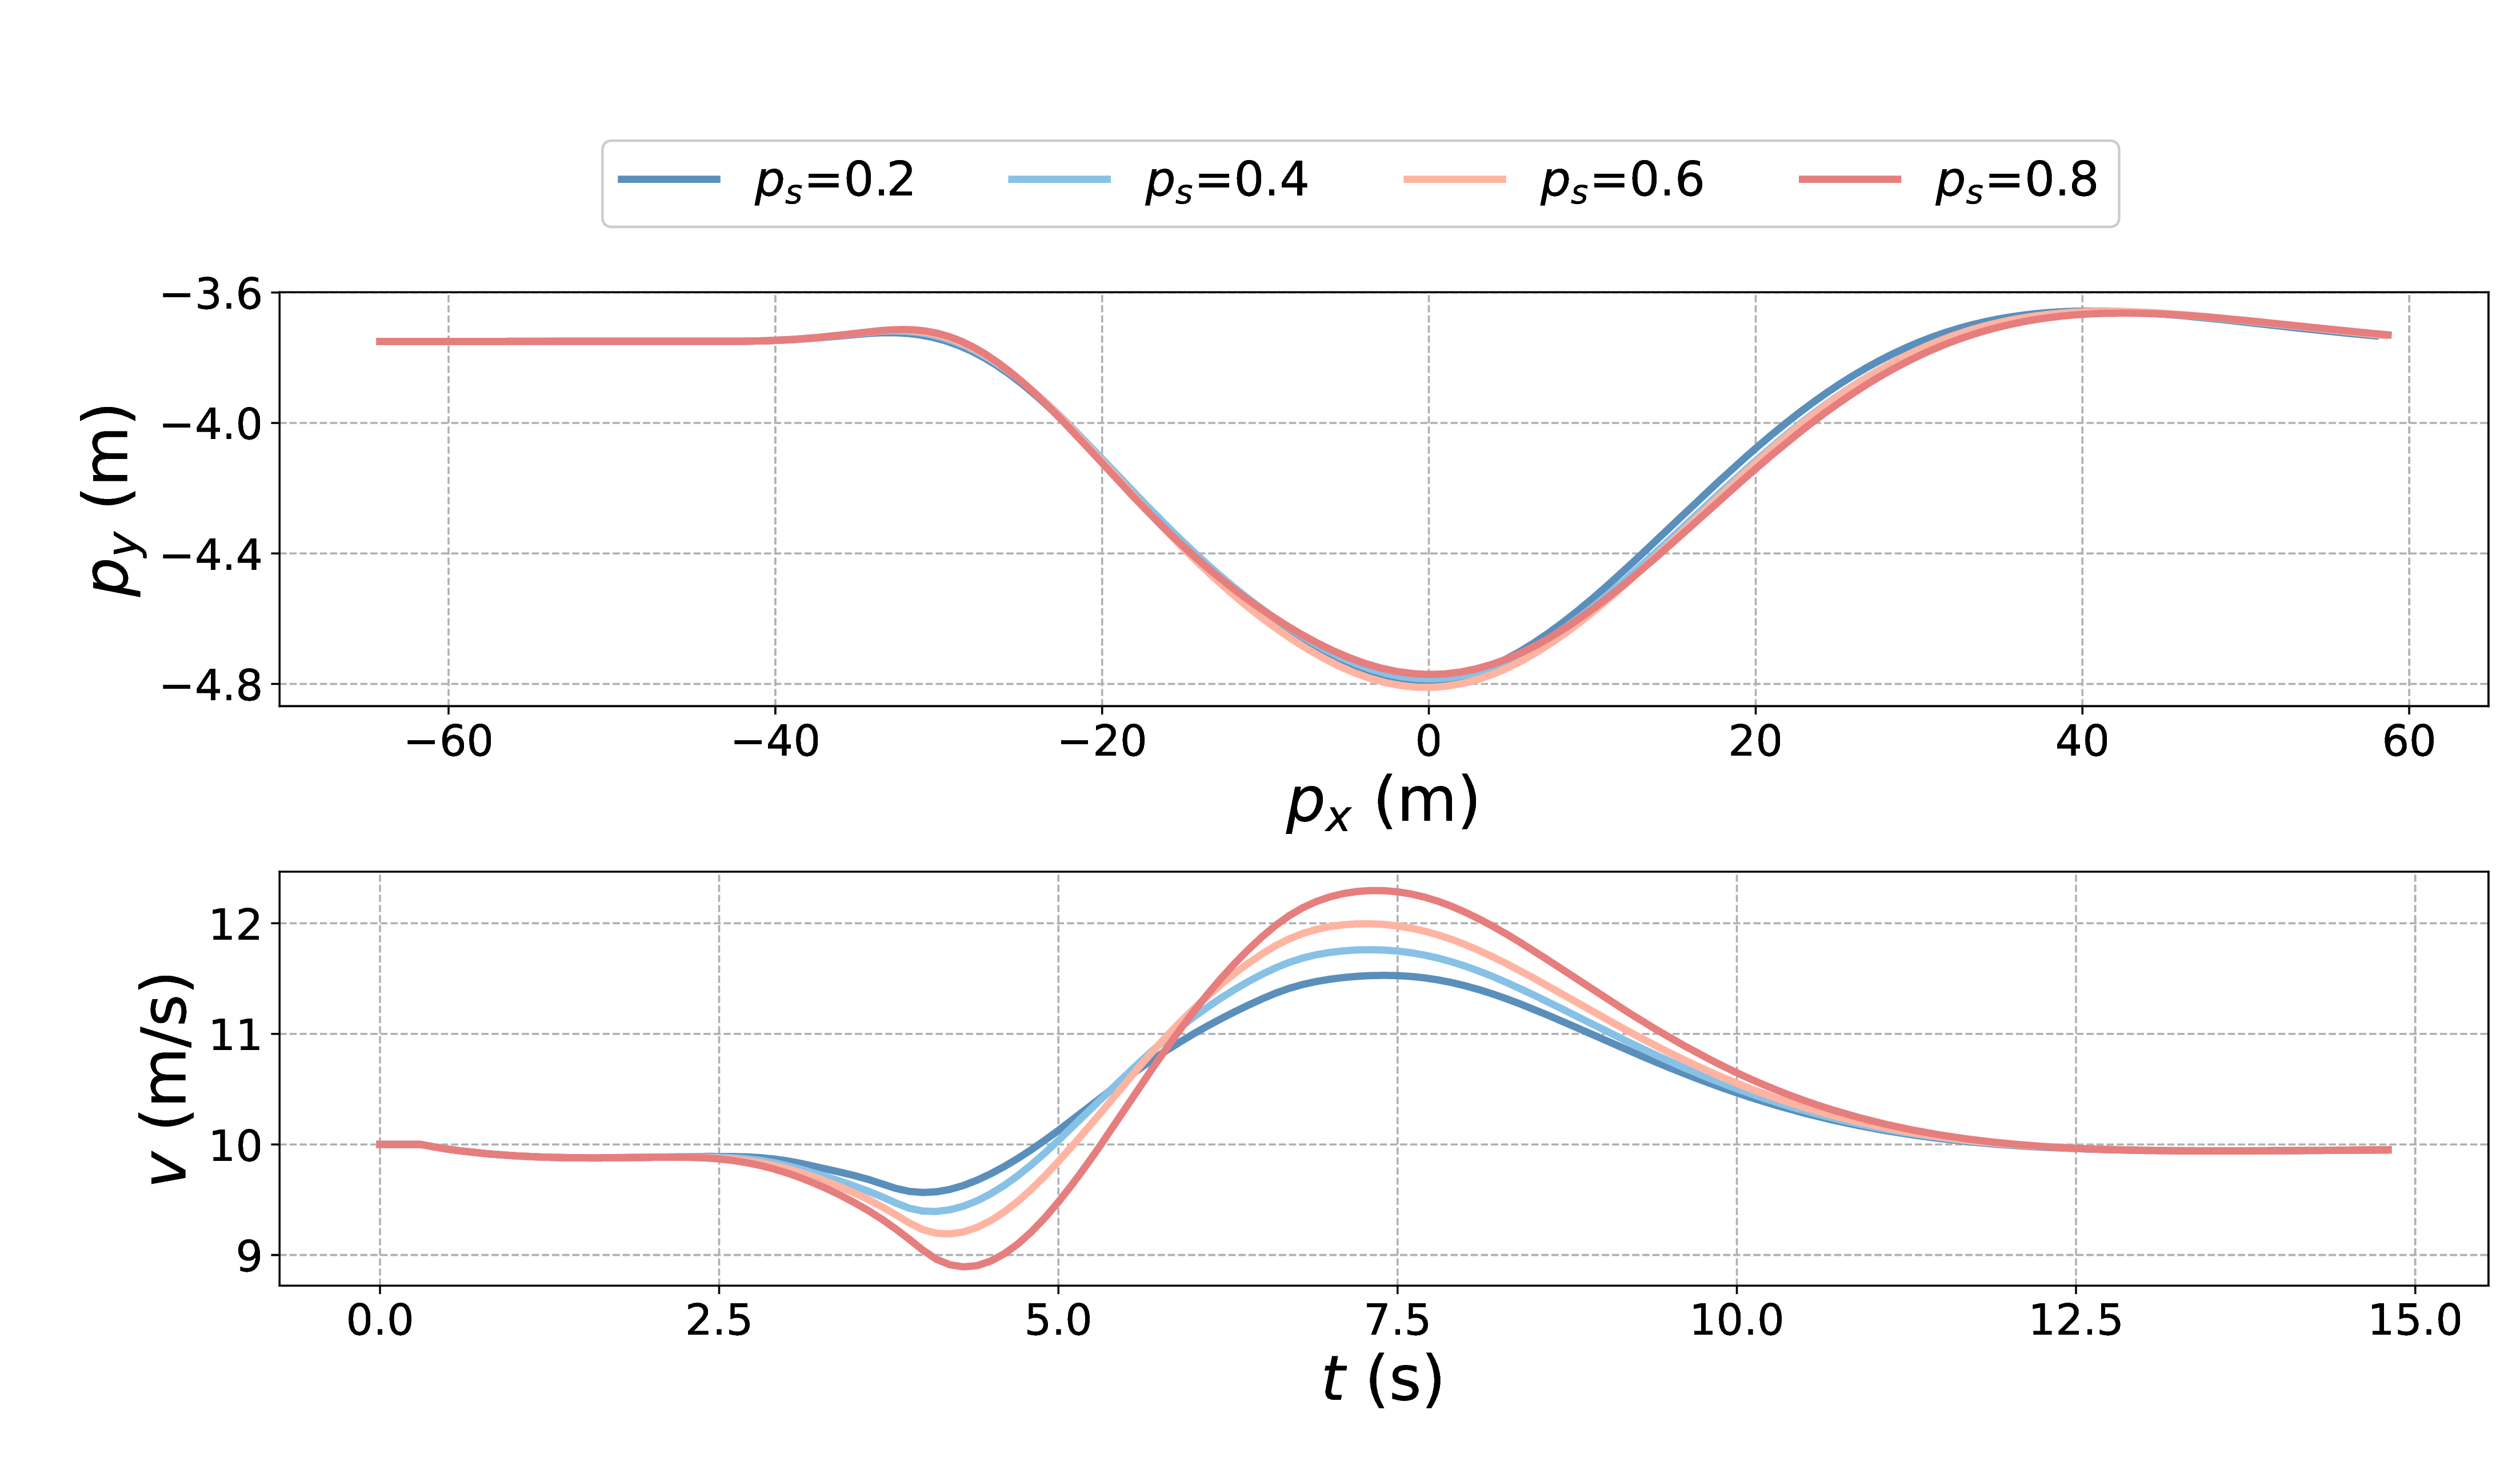 p_s=0.2 p_s=0.4 p_s=0.6 p_s=0.8
−3.6
−4.0
−4.4
−4.8
p_y (m)
−60 −40 −20 0 20 40 60
p_x (m)
12
11
10
9
v (m/s)
0.0 2.5 5.0 7.5 10.0 12.5 15.0
t (s)